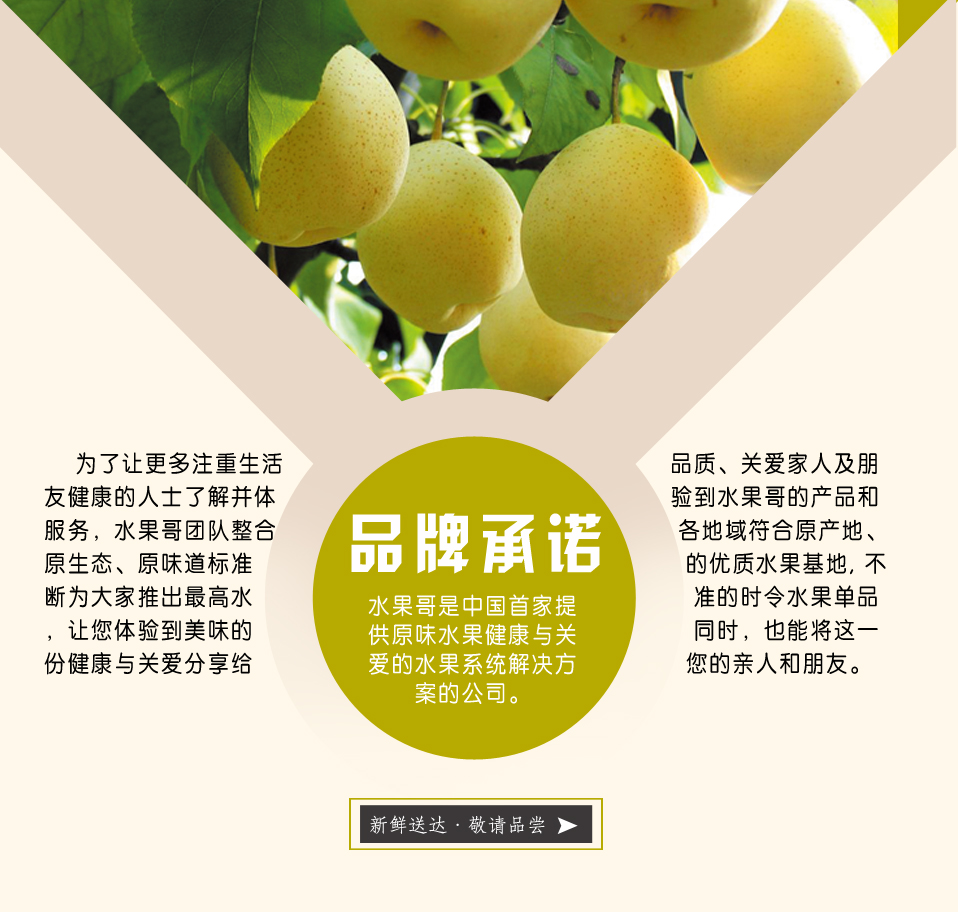 为了让更多注重生活 品质、关爱家人及朋
友健康的人士了解并体 验到水果哥的产品和
服务，水果哥团队整合 各地域符合原产地、
原生态、原味道标准 的优质水果基地, 不
断为大家推出最高水 准的时令水果单品
，让您体验到美味的 同时，也能将这一
份健康与关爱分享给 您的亲人和朋友。
品牌承诺
水果哥是中国首家提
供原味水果健康与关
爱的水果系统解决方
案的公司。
新鲜送达·敬请品尝